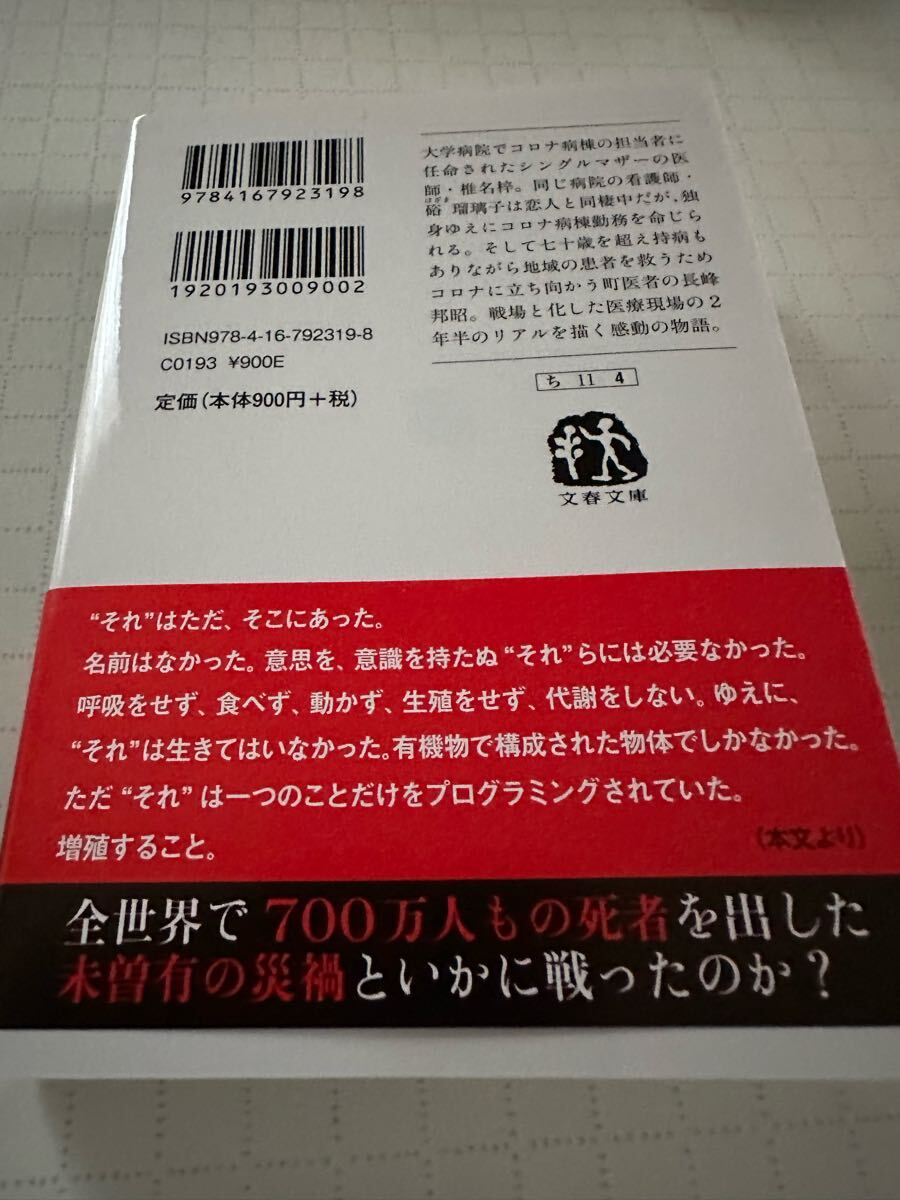 9784167923198
1920193009002
ISBN978-4-16-792319-8
C0193 ¥900E
定価(本体900円+税)
大学病院でコロナ病棟の担当者に
任命されたシングルマザーの医
師・椎名梓。同じ病院の看護師・
はざま
硲瑠璃子は恋人と同棲中だが、独
身ゆえにコロナ病棟勤務を命じら
れる。そして七十歳を超え持病も
ありながら地域の患者を救うため
コロナに立ち向かう町医者の長峰
邦昭。戦場と化した医療現場の2
年半のリアルを描く感動の物語。
ち 11 4
文春文庫
“それ”はただ、そこにあった。
名前はなかった。意思を、意識を持たぬ“それ”らには必要なかった。
呼吸をせず、食べず、動かず、生殖をせず、代謝をしない。ゆえに、
“それ”は生きてはいなかった。有機物で構成された物体でしかなかった。
ただ“それ”は一つのことだけをプログラミングされていた。
増殖すること。
(本文より)
全世界で700万人もの死者を出した
未曽有の災禍といかに戦ったのか?